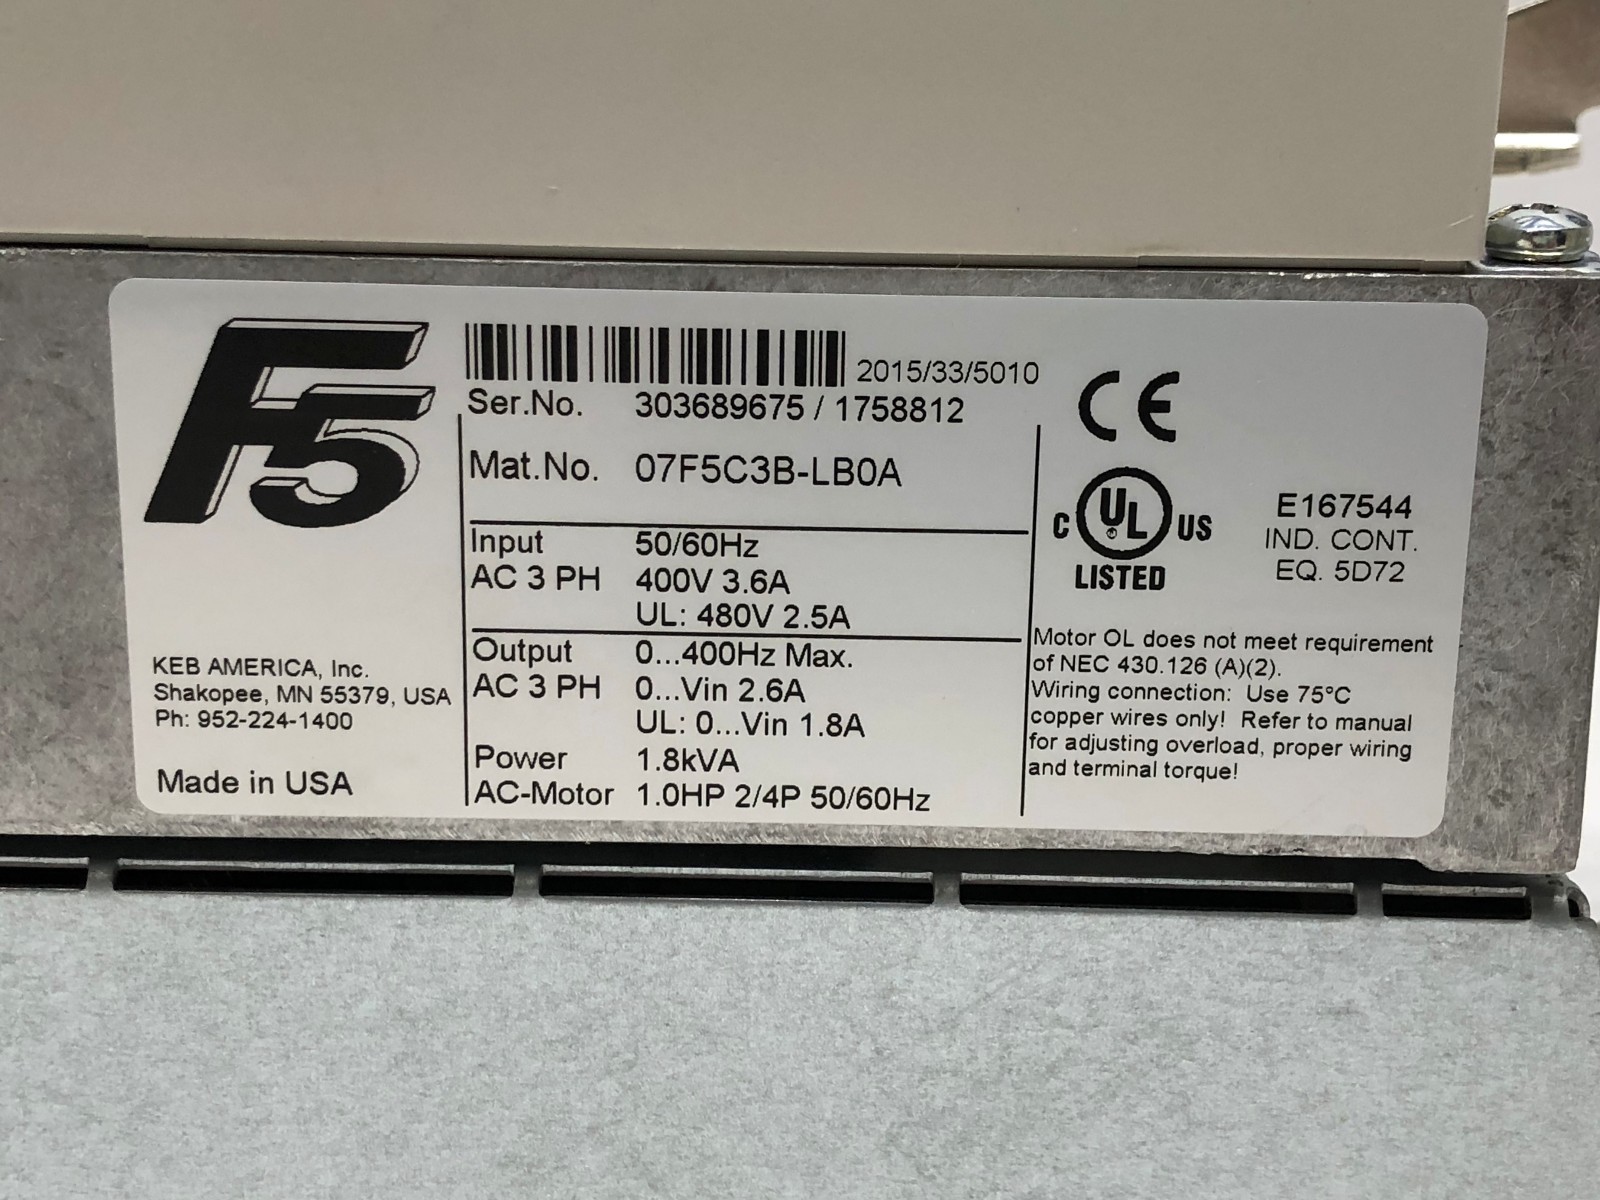 F5
2015/33/5010
Ser.No. 303689675 / 1758812
Mat.No. 07F5C3B-LB0A
Input 50/60Hz
AC 3 PH 400V 3.6A
UL: 480V 2.5A
Output 0...400Hz Max.
AC 3 PH 0...Vin 2.6A
UL: 0...Vin 1.8A
Power 1.8kVA
AC-Motor 1.0HP 2/4P 50/60Hz
KEB AMERICA, Inc.
Shakopee, MN 55379, USA
Ph: 952-224-1400
Made in USA
CE
C UL US
LISTED
E167544
IND. CONT.
EQ. 5D72
Motor OL does not meet requirement
of NEC 430.126 (A)(2).
Wiring connection: Use 75°C
copper wires only! Refer to manual
for adjusting overload, proper wiring
and terminal torque!